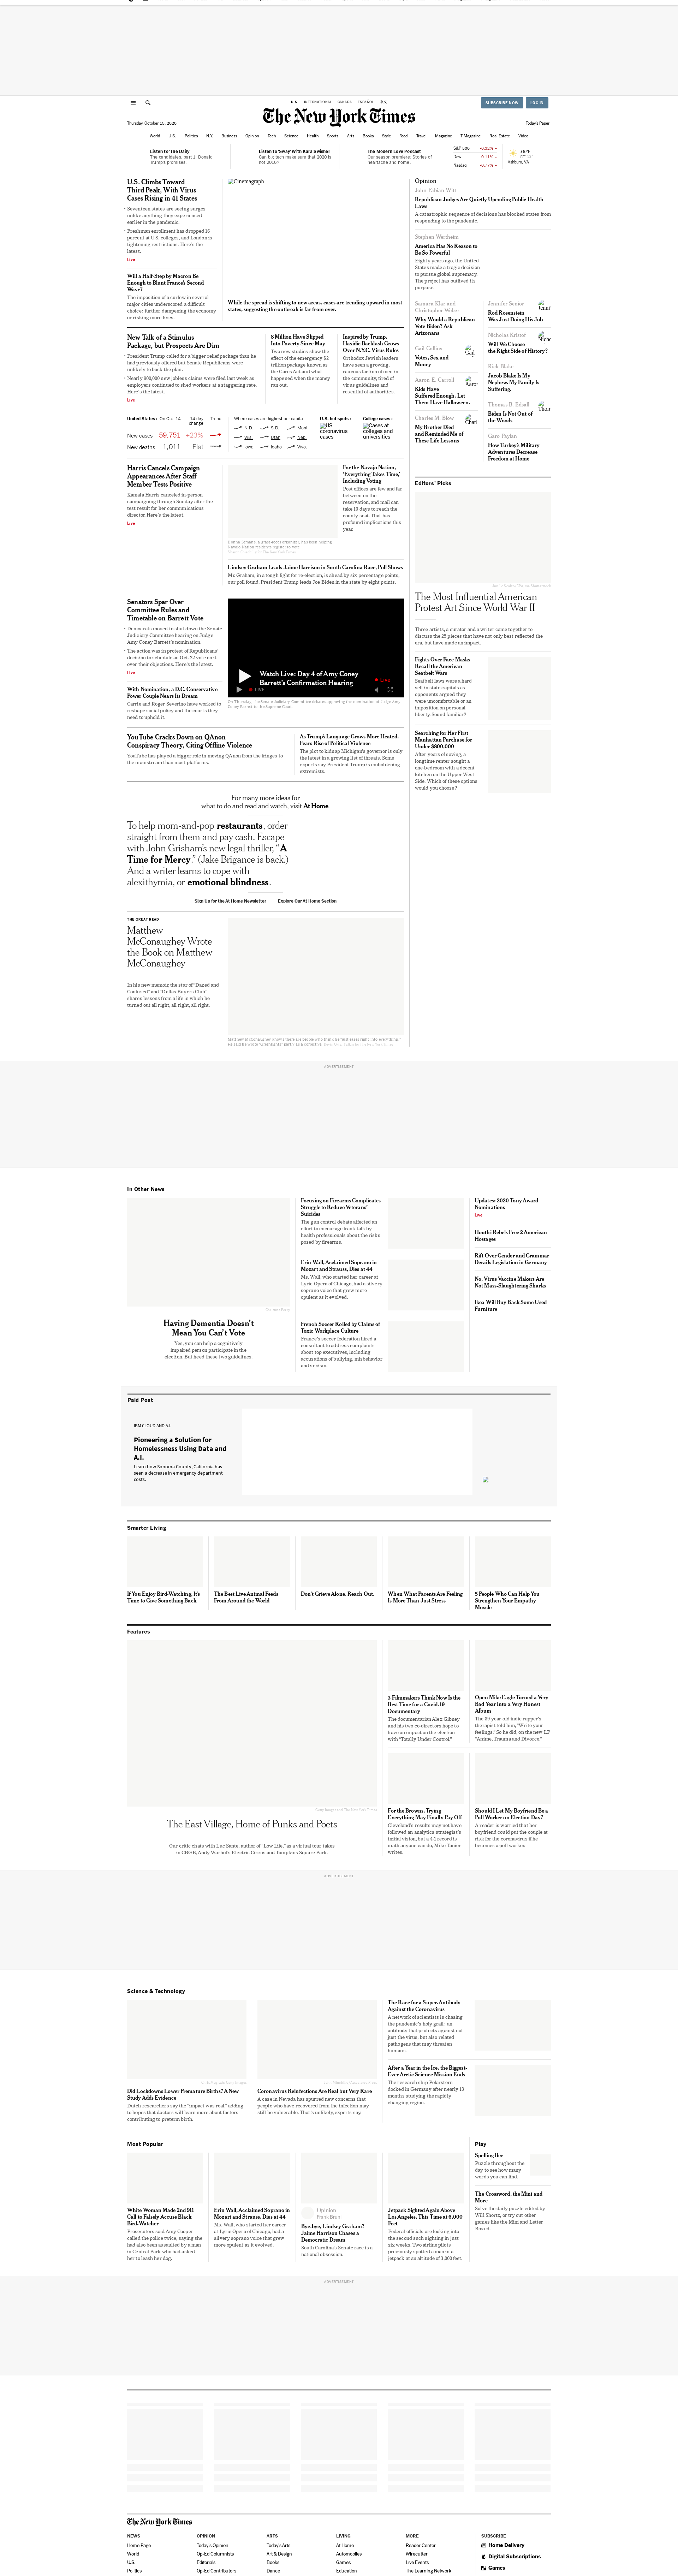 U.S.
INTERNATIONAL
CANADA
ESPAÑOL
中文
SUBSCRIBE NOW
LOG IN
The New York Times
Thursday, October 15, 2020
Today's Paper
World
U.S.
Politics
N.Y.
Business
Opinion
Tech
Science
Health
Sports
Arts
Books
Style
Food
Travel
Magazine
T Magazine
Real Estate
Video
Listen to 'The Daily'
The candidates, part 1: Donald
Trump's promises.
Listen to 'Sway' With Kara Swisher
Can big tech make sure that 2020 is
not 2016?
The Modern Love Podcast
Our season premiere: Stories of
heartache and home.
Dow
Nasdaq
76°F
Ashburn, VA
U.S. Climbs Toward
Third Peak, With Virus
Cases Rising in 41 States
Seventeen states are seeing surges
unlike anything they experienced
earlier in the pandemic.
Freshman enrollment has dropped 16
percent at U.S. colleges, and London is
tightening restrictions. Here's the
latest.
Live
Will a Half-Step by Macron Be
Enough to Blunt France's Second
Wave?
The imposition of a curfew in several
major cities underscored a difficult
choice: further dampening the economy
or risking more lives.
Cinemagraph
While the spread is shifting to new areas, cases are trending upward in most
states, suggesting the outbreak is far from over.
New Talk of a Stimulus
Package, but Prospects Are Dim
President Trump called for a bigger relief package than he
had previously offered but Senate Republicans were
unlikely to back the plan.
Nearly 900,000 new jobless claims were filed last week as
employers continued to shed workers at a staggering rate.
Here's the latest.
Live
8 Million Have Slipped
Into Poverty Since May
Two new studies show the
effect of the emergency $2
trillion package known as
the Cares Act and what
happened when the money
ran out.
Inspired by Trump,
Hasidic Backlash Grows
Over N.Y.C. Virus Rules
Orthodox Jewish leaders
have seen a growing,
raucous faction of men in
the community, tired of
virus guidelines and
resentful of authorities.
United States › On Oct. 14
14-day
change
Trend
New cases 59,751 +23%
New deaths 1,011 Flat
Where cases are highest per capita
N.D.
S.D.
Mont.
Wis.
Utah
Neb.
Iowa
Idaho
Wyo.
U.S. hot spots ›
US
coronavirus
cases
College cases ›
Cases at
colleges and
universities
Harris Cancels Campaign
Appearances After Staff
Member Tests Positive
Kamala Harris canceled in-person
campaigning through Sunday after the
test result for her communications
director. Here's the latest.
Live
For the Navajo Nation,
'Everything Takes Time,'
Including Voting
Post offices are few and far
between on the
reservation, and mail can
take 10 days to reach the
county seat. That has
profound implications this
year.
Lindsey Graham Leads Jaime Harrison in South Carolina Race, Poll Shows
Mr. Graham, in a tough fight for re-election, is ahead by six percentage points,
our poll found. President Trump leads Joe Biden in the state by eight points.
Senators Spar Over
Committee Rules and
Timetable on Barrett Vote
Democrats moved to shut down the Senate
Judiciary Committee hearing on Judge
Amy Coney Barrett's nomination.
The action was in protest of Republicans'
decision to schedule an Oct. 22 vote on it
over their objections. Here's the latest.
Live
With Nomination, a D.C. Conservative
Power Couple Nears Its Dream
Carrie and Roger Severino have worked to
reshape social policy and the courts they
used to uphold it.
Watch Live: Day 4 of Amy Coney
Barrett's Confirmation Hearing
Live
LIVE
On Thursday, the Senate Judiciary Committee debates approving the nomination of Judge Amy
Coney Barrett to the Supreme Court.
YouTube Cracks Down on QAnon
Conspiracy Theory, Citing Offline Violence
YouTube has played a bigger role in moving QAnon from the fringes to
the mainstream than most platforms.
As Trump's Language Grows More Heated,
Fears Rise of Political Violence
The plot to kidnap Michigan's governor is only
the latest in a growing list of threats. Some
experts say President Trump is emboldening
extremists.
For many more ideas for
what to do and read and watch, visit At Home.
To help mom-and-pop restaurants, order
straight from them and pay cash. Escape
with John Grisham's new legal thriller, "A
Time for Mercy." (Jake Brigance is back.)
And a writer learns to cope with
alexithymia, or emotional blindness.
Sign Up for the At Home Newsletter
Explore Our At Home Section
THE GREAT READ
Matthew
McConaughey Wrote
the Book on Matthew
McConaughey
In his new memoir, the star of "Dazed and
Confused" and "Dallas Buyers Club"
shares lessons from a life in which he
turned out all right, all right, all right.
Opinion
John Fabian Witt
Republican Judges Are Quietly Upending Public Health
Laws
A catastrophic sequence of decisions has blocked states from
responding to the pandemic.
Stephen Wertheim
America Has No Reason to
Be So Powerful
Eighty years ago, the United
States made a tragic decision
to pursue global supremacy.
The project has outlived its
purpose.
Samara Klar and
Christopher Weber
Why Would a Republican
Vote Biden? Ask
Arizonans
Gail Collins
Votes, Sex and
Money
Aaron E. Carroll
Kids Have
Suffered Enough. Let
Them Have Halloween.
Charles M. Blow
My Brother Died
and Reminded Me of
These Life Lessons
Jennifer Senior
Rod Rosenstein
Was Just Doing His Job
Nicholas Kristof
Will We Choose
the Right Side of History?
Rick Blake
Jacob Blake Is My
Nephew. My Family Is
Suffering.
Thomas B. Edsall
Biden Is Not Out of
the Woods
Garo Paylan
How Turkey's Military
Adventures Decrease
Freedom at Home
Editors' Picks
The Most Influential American
Protest Art Since World War II
Three artists, a curator and a writer came together to
discuss the 25 pieces that have not only best reflected the
era, but have made an impact.
Fights Over Face Masks
Recall the American
Seatbelt Wars
Seatbelt laws were a hard
sell in state capitals as
opponents argued they
were uncomfortable or an
imposition on personal
liberty. Sound familiar?
Searching for Her First
Manhattan Purchase for
Under $800,000
After years of saving, a
longtime renter sought a
one-bedroom with a decent
kitchen on the Upper West
Side. Which of these options
would you choose?
ADVERTISEMENT
In Other News
Having Dementia Doesn't
Mean You Can't Vote
Yes, you can help a cognitively
impaired person participate in the
election. But heed these two guidelines.
Focusing on Firearms Complicates
Struggle to Reduce Veterans'
Suicides
The gun control debate affected an
effort to encourage frank talk by
health professionals about the risks
posed by firearms.
Erin Wall, Acclaimed Soprano in
Mozart and Strauss, Dies at 44
Ms. Wall, who started her career at
Lyric Opera of Chicago, had a silvery
soprano voice that grew more
opulent as it evolved.
French Soccer Roiled by Claims of
Toxic Workplace Culture
France's soccer federation hired a
consultant to address complaints
about top executives, including
accusations of bullying, misbehavior
and sexism.
Updates: 2020 Tony Award
Nominations
Live
Houthi Rebels Free 2 American
Hostages
Rift Over Gender and Grammar
Derails Legislation in Germany
No, Virus Vaccine Makers Are
Not Mass-Slaughtering Sharks
Ikea Will Buy Back Some Used
Furniture
Paid Post
IBM CLOUD AND A.I.
Pioneering a Solution for
Homelessness Using Data and
A.I.
Learn how Sonoma County, California has
seen a decrease in emergency department
costs.
Smarter Living
If You Enjoy Bird-Watching, It's
Time to Give Something Back
The Best Live Animal Feeds
From Around the World
Don't Grieve Alone. Reach Out.
When What Parents Are Feeling
Is More Than Just Stress
5 People Who Can Help You
Strengthen Your Empathy
Muscle
Features
The East Village, Home of Punks and Poets
Our critic chats with Luc Sante, author of "Low Life," as a virtual tour takes
in CBGB, Andy Warhol's Electric Circus and Tompkins Square Park.
3 Filmmakers Think Now Is the
Best Time for a Covid-19
Documentary
The documentarian Alex Gibney
and his two co-directors hope to
have an impact on the election
with "Totally Under Control."
Open Mike Eagle Turned a Very
Bad Year Into a Very Honest
Album
The 39-year-old indie rapper's
therapist told him, "Write your
feelings." So he did, on the new LP
"Anime, Trauma and Divorce."
For the Browns, Trying
Everything May Finally Pay Off
Cleveland's results may not have
followed an analytics strategist's
initial vision, but a 4-1 record is
math anyone can do, Mike Tanier
writes.
Should I Let My Boyfriend Be a
Poll Worker on Election Day?
A reader is worried that her
boyfriend could put the couple at
risk for the coronavirus if he
becomes a poll worker.
ADVERTISEMENT
Science & Technology
Did Lockdowns Lower Premature Births? A New
Study Adds Evidence
Dutch researchers say the "impact was real," adding
to hopes that doctors will learn more about factors
contributing to preterm birth.
Coronavirus Reinfections Are Real but Very Rare
A case in Nevada has spurred new concerns that
people who have recovered from the infection may
still be vulnerable. That's unlikely, experts say.
The Race for a Super-Antibody
Against the Coronavirus
A network of scientists is chasing
the pandemic's holy grail: an
antibody that protects against not
just the virus, but also related
pathogens that may threaten
humans.
After a Year in the Ice, the Biggest-
Ever Arctic Science Mission Ends
The research ship Polarstern
docked in Germany after nearly 13
months studying the rapidly
changing region.
Most Popular
White Woman Made 2nd 911
Call to Falsely Accuse Black
Bird-Watcher
Prosecutors said Amy Cooper
called the police twice, saying she
had also been assaulted by a man
in Central Park who had asked
her to leash her dog.
Erin Wall, Acclaimed Soprano in
Mozart and Strauss, Dies at 44
Ms. Wall, who started her career
at Lyric Opera of Chicago, had a
silvery soprano voice that grew
more opulent as it evolved.
Opinion
Frank Bruni
Bye-bye, Lindsey Graham?
Jaime Harrison Chases a
Democratic Dream
South Carolina's Senate race is a
national obsession.
Jetpack Sighted Again Above
Los Angeles, This Time at 6,000
Feet
Federal officials are looking into
the second such sighting in just
six weeks. Two airline pilots
previously spotted a man in a
jetpack at an altitude of 3,000 feet.
Play
Spelling Bee
Puzzle throughout the
day to see how many
words you can find.
The Crossword, the Mini and
More
Solve the daily puzzle edited by
Will Shortz, or try out other
games like the Mini and Letter
Boxed.
ADVERTISEMENT
The New York Times
NEWS
Home Page
World
U.S.
Politics
OPINION
Today's Opinion
Op-Ed Columnists
Editorials
Op-Ed Contributors
ARTS
Today's Arts
Art & Design
Books
Dance
LIVING
At Home
Automobiles
Games
Education
MORE
Reader Center
Wirecutter
Live Events
The Learning Network
SUBSCRIBE
Home Delivery
Digital Subscriptions
Games